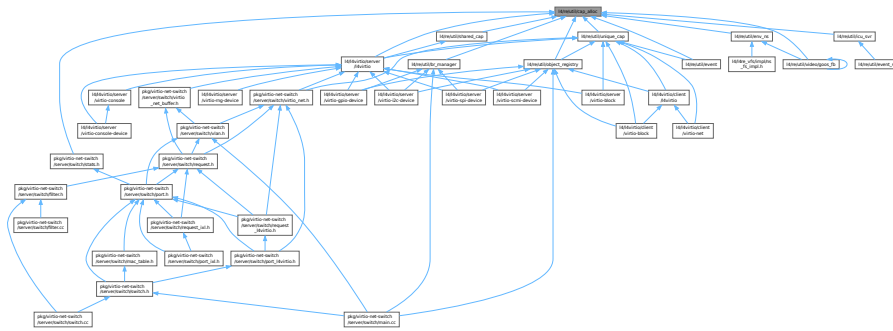 l4/re/util/cap_alloc
l4/re/util/shared_cap
l4/re/util/unique_cap
l4/re/env_ns
l4/re/util/icu_svr
l4/l4virtio/server
/l4virtio
l4/re/util/br_manager
l4/re/util/object_registry
l4/re/util/event
l4/l4re_vfs/impl/ns
_fs_impl.h
l4/re/util/video/goos_fb
l4/re/util/event_svr
l4/l4virtio/server
/virtio-console
pkg/virtio-net-switch
/server/switch/virtio
_net_buffer.h
l4/l4virtio/server
/virtio-rng-device
pkg/virtio-net-switch
/server/switch/virtio_net.h
l4/l4virtio/server
/virtio-gpio-device
l4/l4virtio/server
/virtio-i2c-device
l4/l4virtio/server
/virtio-spi-device
l4/l4virtio/server
/virtio-scmi-device
l4/l4virtio/server
/virtio-block
l4/l4virtio/client
/l4virtio
l4/l4virtio/server
/virtio-console-device
pkg/virtio-net-switch
/server/switch/vlan.h
l4/l4virtio/client
/virtio-block
l4/l4virtio/client
/virtio-net
pkg/virtio-net-switch
/server/switch/stats.h
pkg/virtio-net-switch
/server/switch/request.h
pkg/virtio-net-switch
/server/switch/filter.h
pkg/virtio-net-switch
/server/switch/port.h
pkg/virtio-net-switch
/server/switch/filter.cc
pkg/virtio-net-switch
/server/switch/request_ixl.h
pkg/virtio-net-switch
/server/switch/request
_l4virtio.h
pkg/virtio-net-switch
/server/switch/mac_table.h
pkg/virtio-net-switch
/server/switch/port_ixl.h
pkg/virtio-net-switch
/server/switch/port_l4virtio.h
pkg/virtio-net-switch
/server/switch/switch.h
pkg/virtio-net-switch
/server/switch/switch.cc
pkg/virtio-net-switch
/server/switch/main.cc